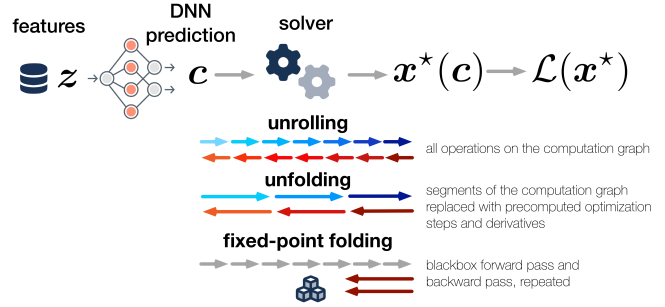 features
DNN
prediction
solver
z
c
x⋆(c)
ℒ(x⋆)
unrolling
all operations on the computation graph
unfolding
segments of the computation graph
replaced with precomputed optimization
steps and derivatives
fixed-point folding
blackbox forward pass and
backward pass, repeated